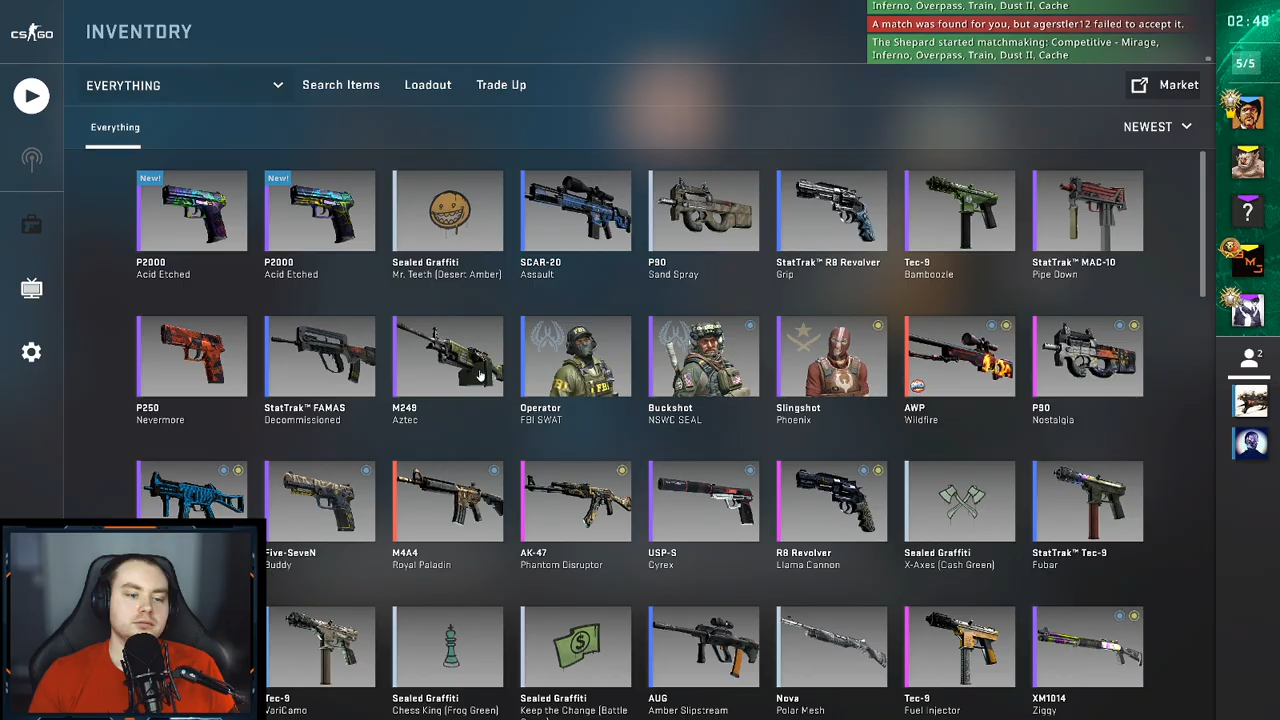 CS:GO
INVENTORY
Inferno, Overpass, Train, Dust II, Cache
A match was found for you, but agerstler12 failed to accept it.
The Shepard started matchmaking: Competitive - Mirage,
Inferno, Overpass, Train, Dust II, Cache
02:48
5/5
EVERYTHING
Search Items
Loadout
Trade Up
Market
Everything
NEWEST
New!
New!
P2000
Acid Etched
P2000
Acid Etched
Sealed Graffiti
Mr. Teeth (Desert Amber)
SCAR-20
Assault
P90
Sand Spray
StatTrak™ R8 Revolver
Grip
Tec-9
Bamboozle
StatTrak™ MAC-10
Pipe Down
?
2
FBI
P250
Nevermore
StatTrak™ FAMAS
Decommissioned
M249
Aztec
Operator
FBI SWAT
Buckshot
NSWC SEAL
Slingshot
Phoenix
AWP
Wildfire
P90
Nostalgia
Five-SeveN
Buddy
M4A4
Royal Paladin
AK-47
Phantom Disruptor
USP-S
Cyrex
R8 Revolver
Llama Cannon
Sealed Graffiti
X-Axes (Cash Green)
StatTrak™ Tec-9
Fubar
Tec-9
VariCamo
Sealed Graffiti
Chess King (Frog Green)
Sealed Graffiti
Keep the Change (Battle
AUG
Amber Slipstream
Nova
Polar Mesh
Tec-9
Fuel Injector
XM1014
Ziggy